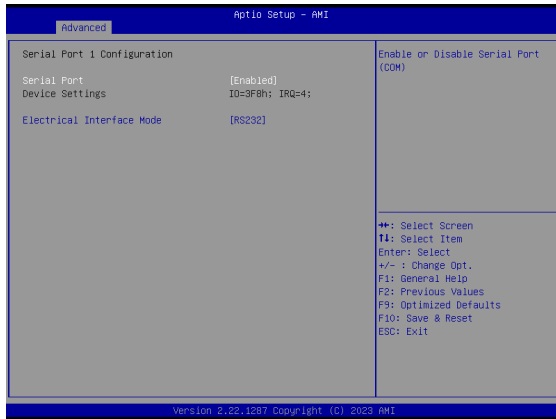 Aptio Setup - AMI
Advanced
Serial Port 1 Configuration
Serial Port [Enabled]
Device Settings IO=3F8h; IRQ=4;
Electrical Interface Mode [RS232]
Enable or Disable Serial Port
(COM)
→←: Select Screen
↑↓: Select Item
Enter: Select
+/- : Change Opt.
F1: General Help
F2: Previous Values
F9: Optimized Defaults
F10: Save & Reset
ESC: Exit
Version 2.22.1287 Copyright (C) 2023 AMI